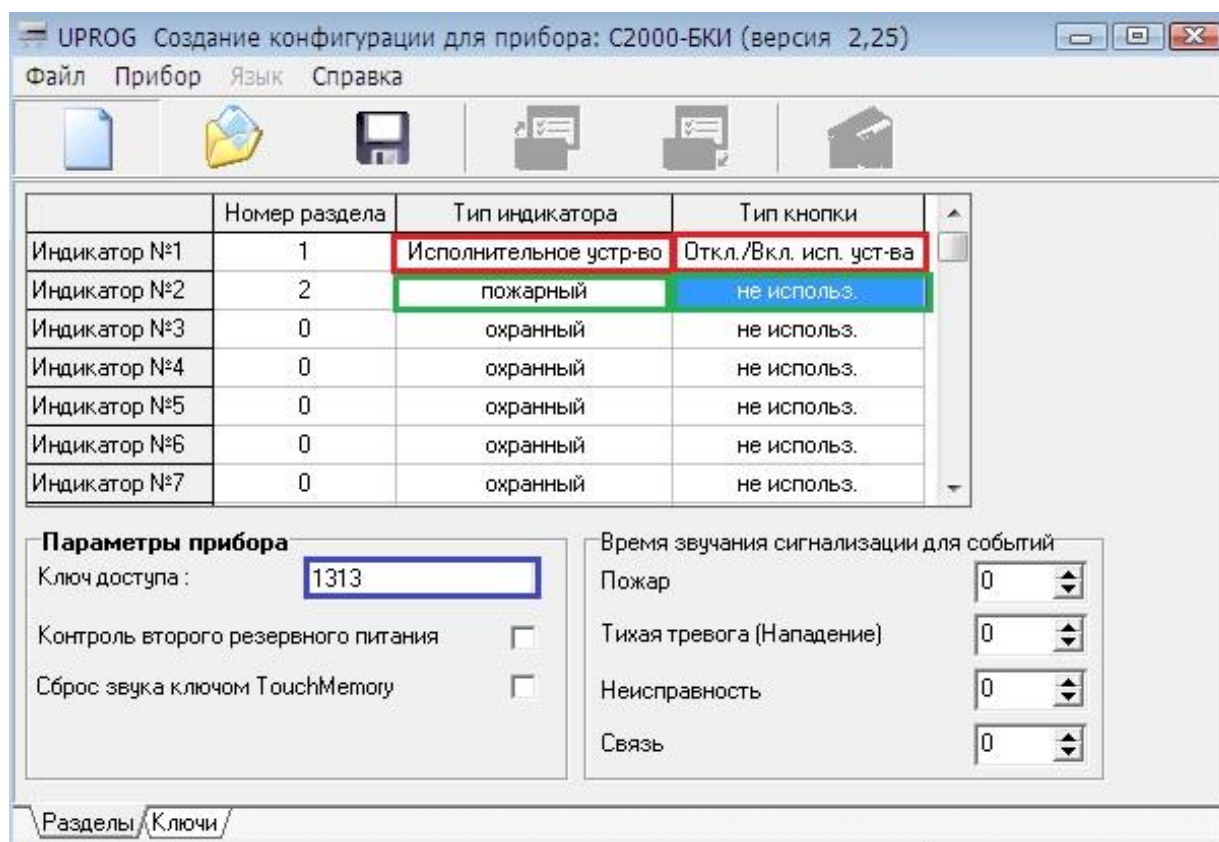 UPROG Создание конфигурации для прибора: С2000-БКИ (версия 2,25)
Файл Прибор Язык Справка
Номер раздела Тип индикатора Тип кнопки
Индикатор №1 1 Исполнительное устр-во Откл./Вкл. исп. уст-ва
Индикатор №2 2 пожарный не использ.
Индикатор №3 0 охранный не использ.
Индикатор №4 0 охранный не использ.
Индикатор №5 0 охранный не использ.
Индикатор №6 0 охранный не использ.
Индикатор №7 0 охранный не использ.
Параметры прибора
Ключ доступа : 1313
Контроль второго резервного питания
Сброс звука ключом TouchMemory
Время звучания сигнализации для событий
Пожар 0
Тихая тревога (Нападение) 0
Неисправность 0
Связь 0
Разделы Ключи